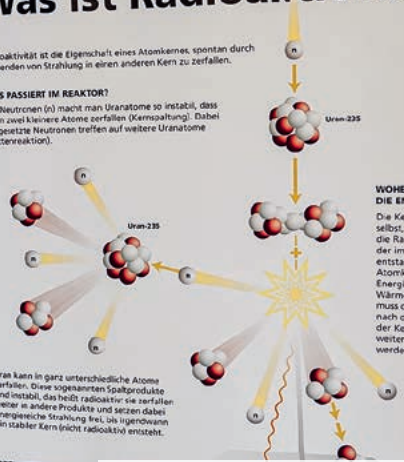 was ist
oaktivität ist die Eigenschaft eines Atomkernes, spontan durch
enden von Strahlung in einen anderen Kern zu zerfallen.
S PASSIERT IM REAKTOR?
Neutronen (n) macht man Uranatome so instabil, dass
n zwei kleinere Atome zerfallen (Kernspaltung). Dabei
gesetzte Neutronen treffen auf weitere Uranatome
ttenreaktion).
n
Uran-235
n
Uran-235
n
n
n
WOHE
DIE EN
Die Ke
selbst,
die Ra
der im
entsta
Atomk
Energi
Wärm
muss d
nach d
der Ke
weiter
werde
ran kann in ganz unterschiedliche Atome
erfallen. Diese sogenannten Spaltprodukte
nd instabil, das heißt radioaktiv: sie zerfallen
eiter in andere Produkte und setzen dabei
nergiereiche Strahlung frei, bis irgendwann
in stabiler Kern (nicht radioaktiv) entsteht.
n
n